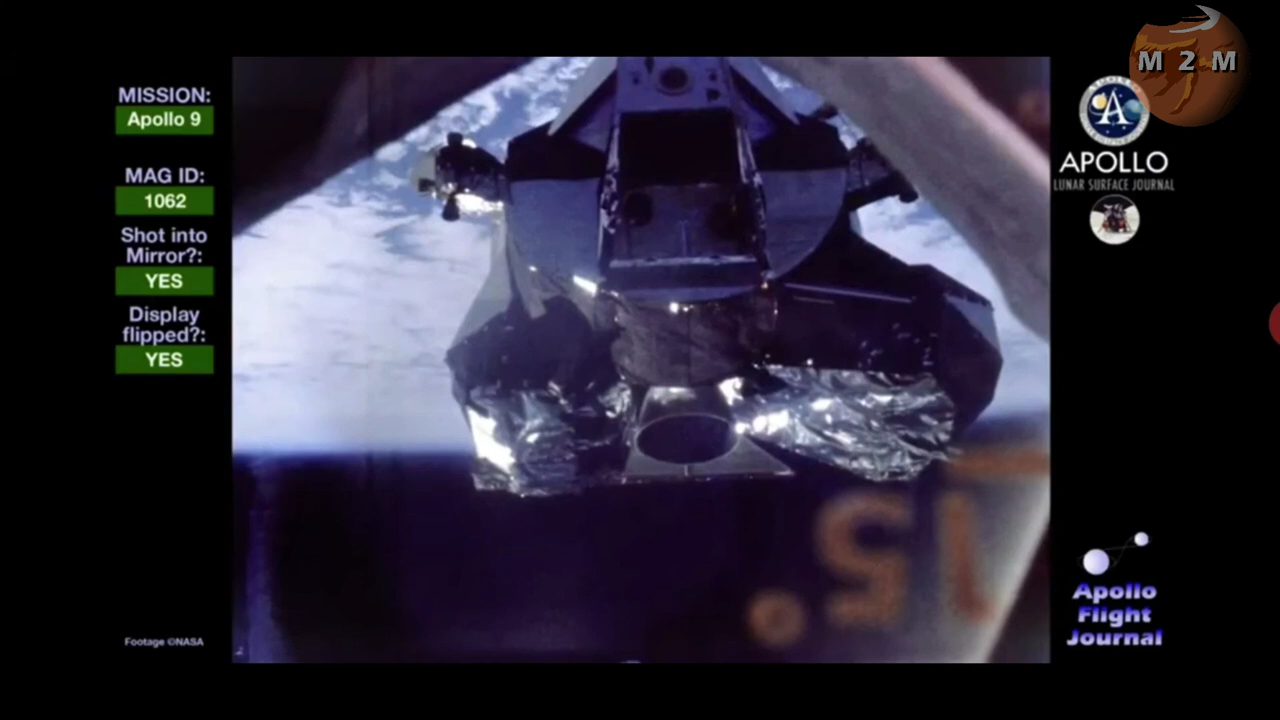 MISSION:
Apollo 9
MAG ID:
1062
Shot into
Mirror?:
YES
Display
flipped?:
YES
Footage ©NASA
M 2 M
A
APOLLO
LUNAR SURFACE JOURNAL
Apollo
Flight
Journal